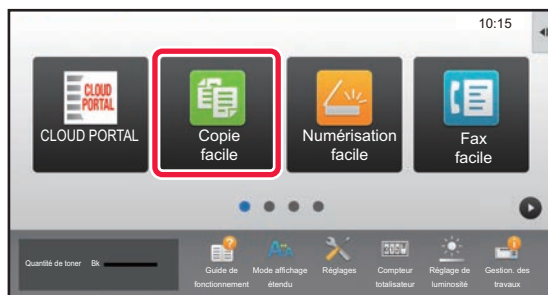 10:15
CLOUD
PORTAL
CLOUD PORTAL
Copie
facile
Numérisation
facile
Fax
facile
Quantité de toner Bk
Guide de
fonctionnement
Mode affichage
étendu
Réglages
Compteur
totalisateur
Réglage de
luminosité
Gestion. des
travaux